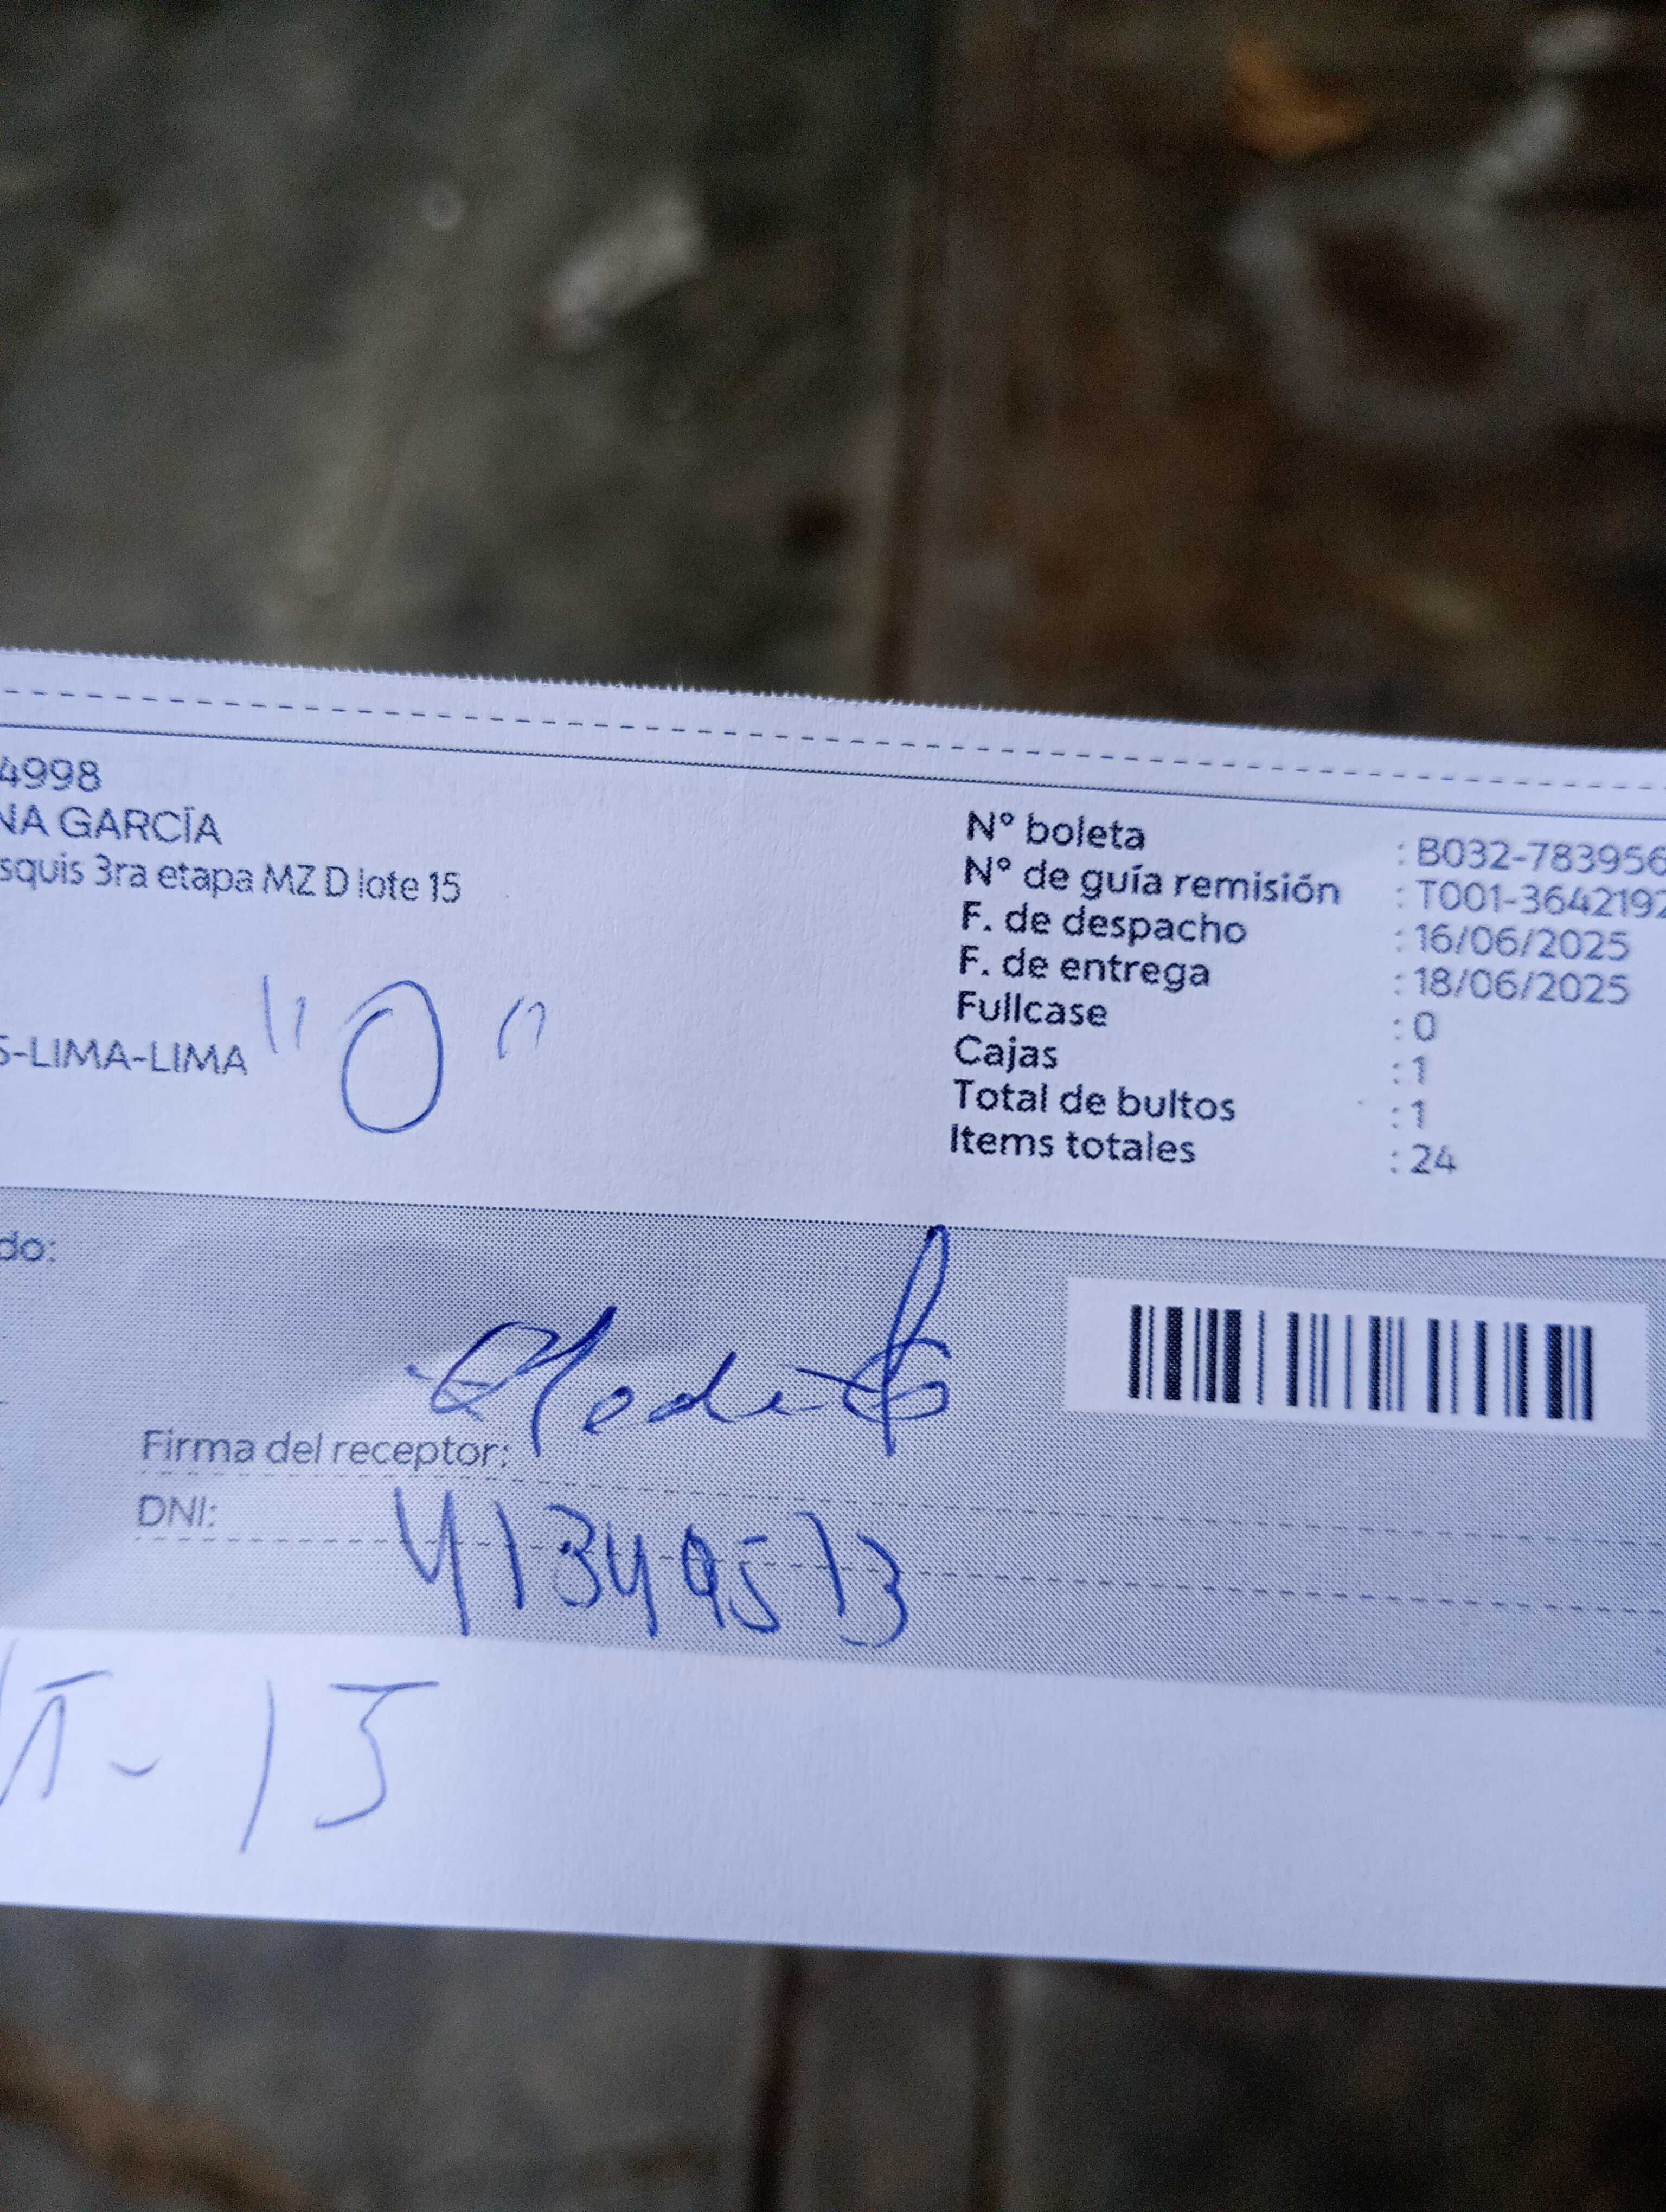 4998
NA GARCÍA
squis 3ra etapa MZ D lote 15
S-LIMA-LIMA "O"
N° boleta : B032-783956
N° de guía remisión : T001-3642192
F. de despacho : 16/06/2025
F. de entrega : 18/06/2025
Fullcase : 0
Cajas : 1
Total de bultos : 1
Items totales : 24
do:
Firma del receptor:
DNI: 41349573
- 15